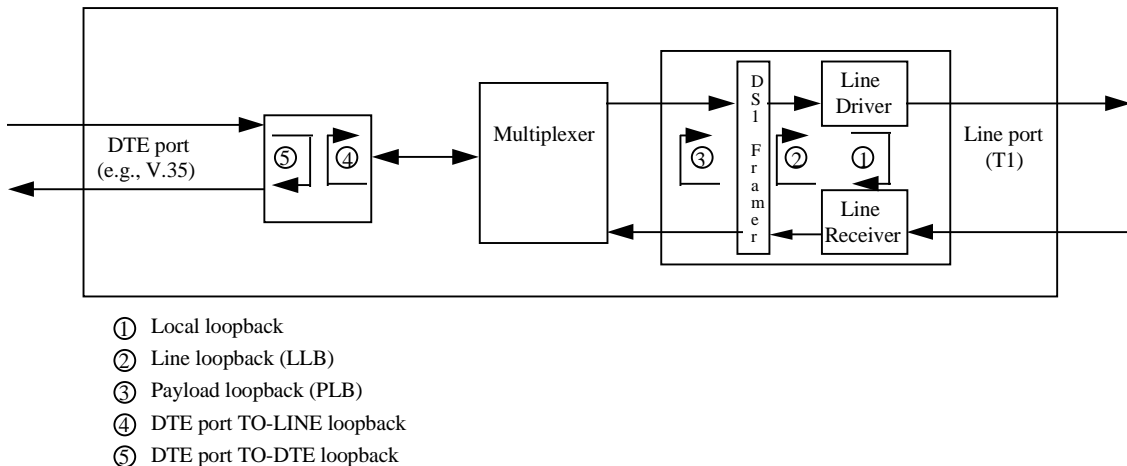 DTE port
(e.g., V.35)
5
4
Multiplexer
3
DS1 Framer
2
1
Line
Driver
Line
Receiver
Line port
(T1)
1 Local loopback
2 Line loopback (LLB)
3 Payload loopback (PLB)
4 DTE port TO-LINE loopback
5 DTE port TO-DTE loopback